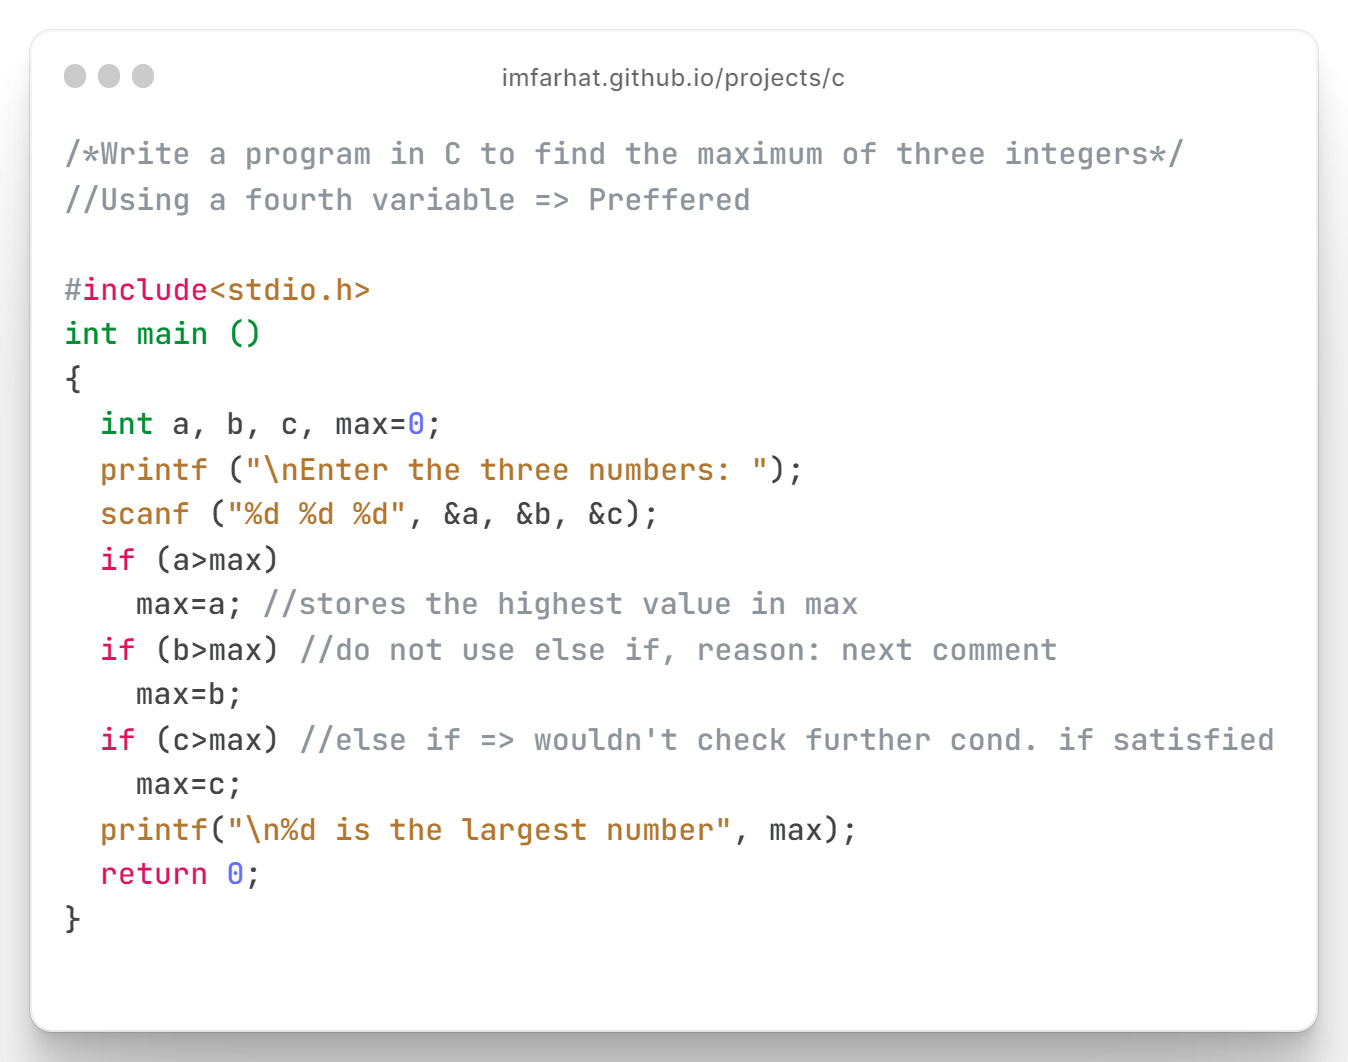 imfarhat.github.io/projects/c
/*Write a program in C to find the maximum of three integers*/
//Using a fourth variable => Preffered
#include<stdio.h>
int main ()
{
  int a, b, c, max=0;
  printf ("\nEnter the three numbers: ");
  scanf ("%d %d %d", &a, &b, &c);
  if (a>max)
    max=a; //stores the highest value in max
  if (b>max) //do not use else if, reason: next comment
    max=b;
  if (c>max) //else if => wouldn't check further cond. if satisfied
    max=c;
  printf("\n%d is the largest number", max);
  return 0;
}